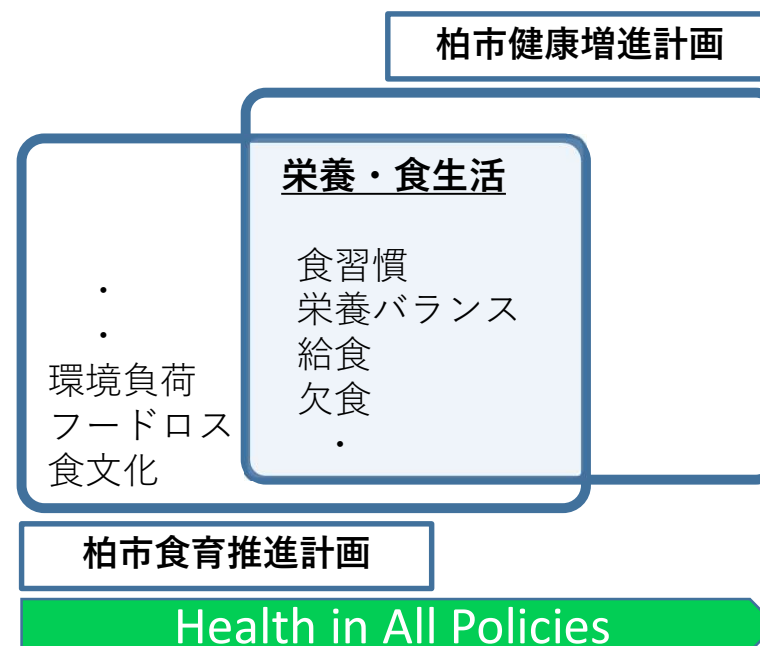 柏市健康増進計画
栄養・食生活
食習慣
栄養バランス
給食
欠食
・
・
・
環境負荷
フードロス
食文化
柏市食育推進計画
Health in All Policies